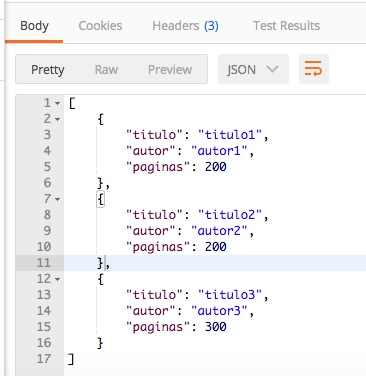 Body Cookies Headers (3) Test Results
Pretty Raw Preview JSON
1 [
2 {
3 "titulo": "titulo1",
4 "autor": "autor1",
5 "paginas": 200
6 },
7 {
8 "titulo": "titulo2",
9 "autor": "autor2",
10 "paginas": 200
11 },
12 {
13 "titulo": "titulo3",
14 "autor": "autor3",
15 "paginas": 300
16 }
17 ]